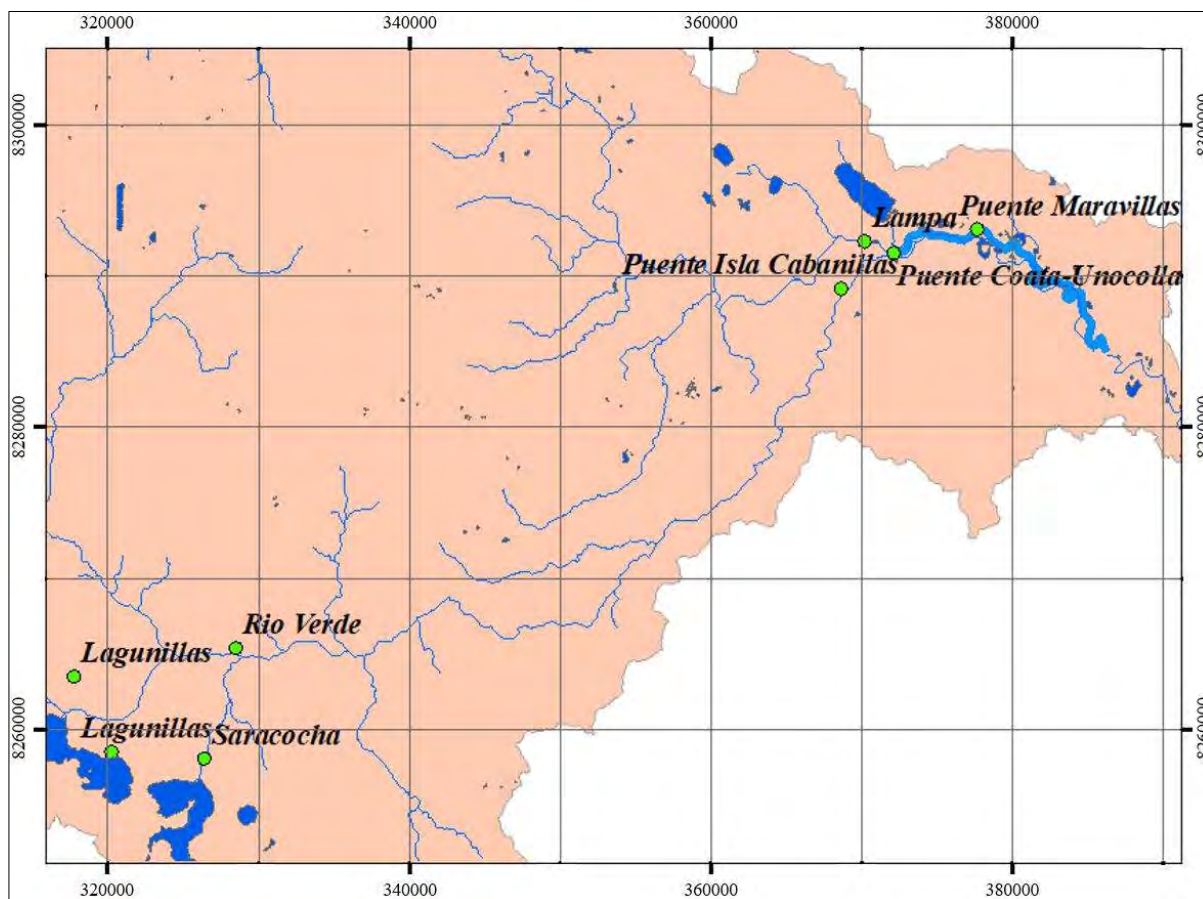 320000 340000 360000 380000
8300000 8300000
Lampa Puente Maravillas
Puente Isla Cabanillas Puente Coata-Unocolla
8280000 8280000
Rio Verde
Lagunillas
8260000 8260000
Lagunillas Saracocha
320000 340000 360000 380000